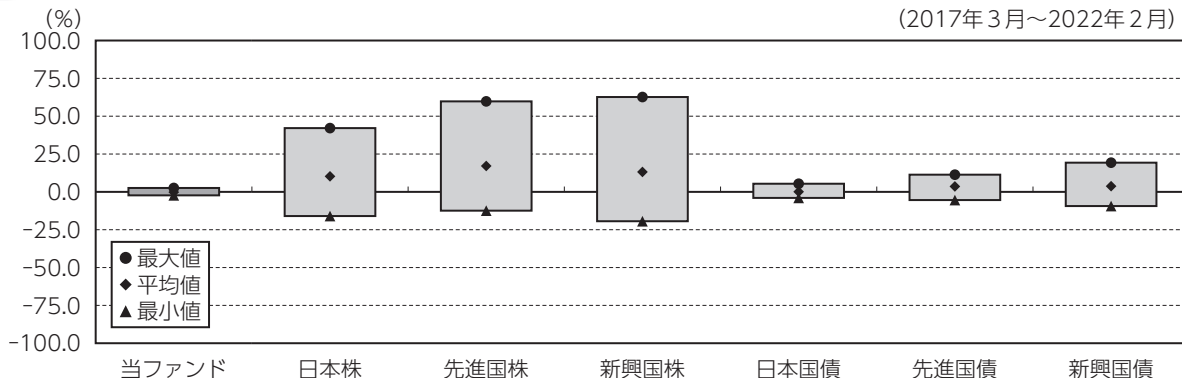 (%)
(2017年3月～2022年2月)
100.0
75.0
50.0
25.0
0.0
-25.0
-50.0
-75.0
-100.0
●最大値
◆平均値
▲最小値
当ファンド 日本株 先進国株 新興国株 日本国債 先進国債 新興国債